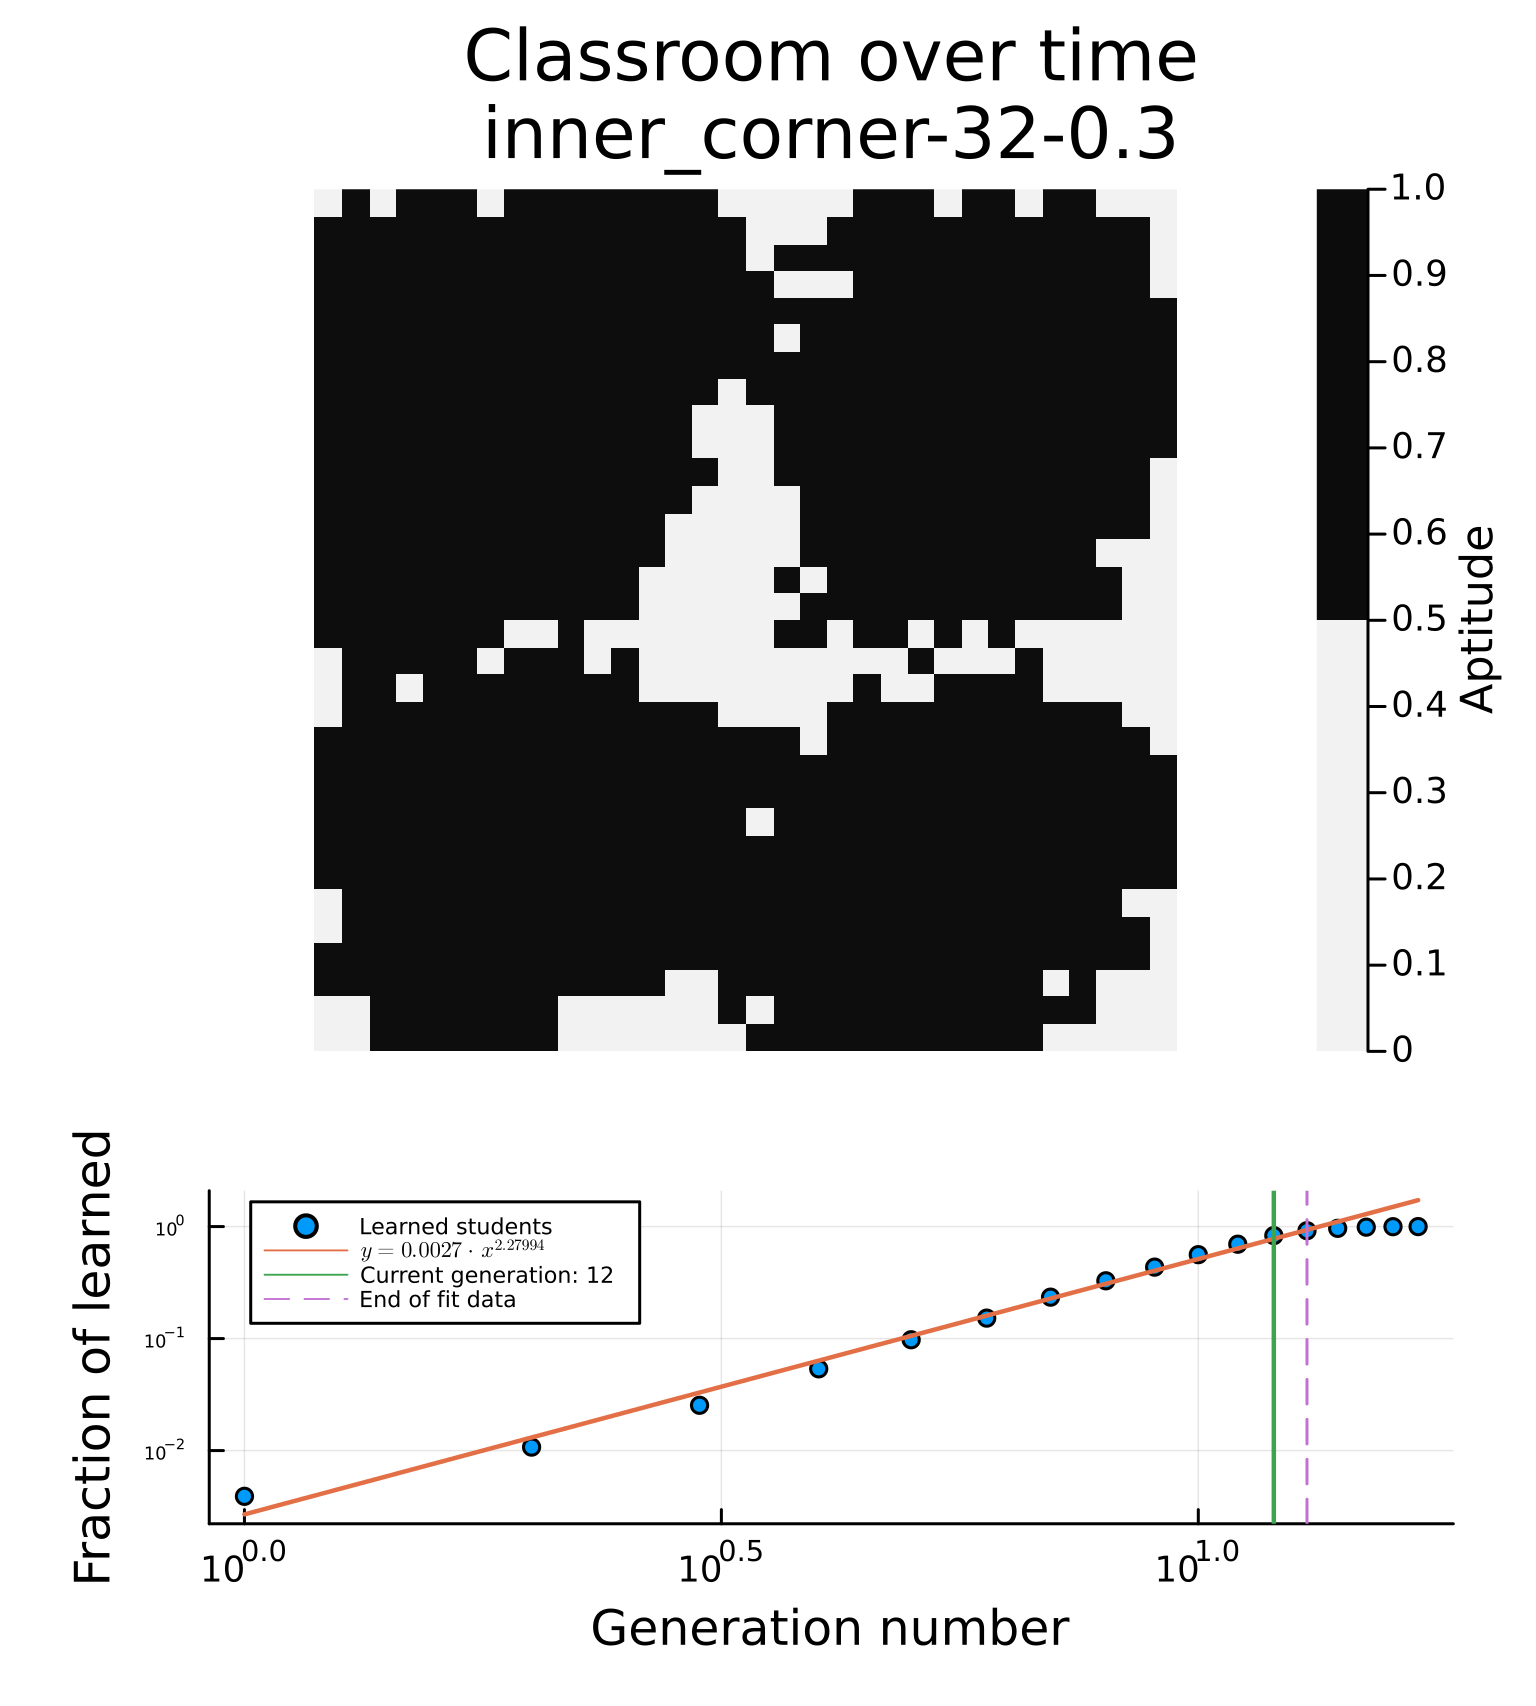 Classroom over time
inner_corner-32-0.3
1.0
0.9
0.8
0.7
0.6
0.5
0.4
0.3
0.2
0.1
0
Aptitude
Fraction of learned
10⁰
10⁻¹
10⁻²
Learned students
y = 0.0027 · x^2.27994
Current generation: 12
End of fit data
10^0.0
10^0.5
10^1.0
Generation number